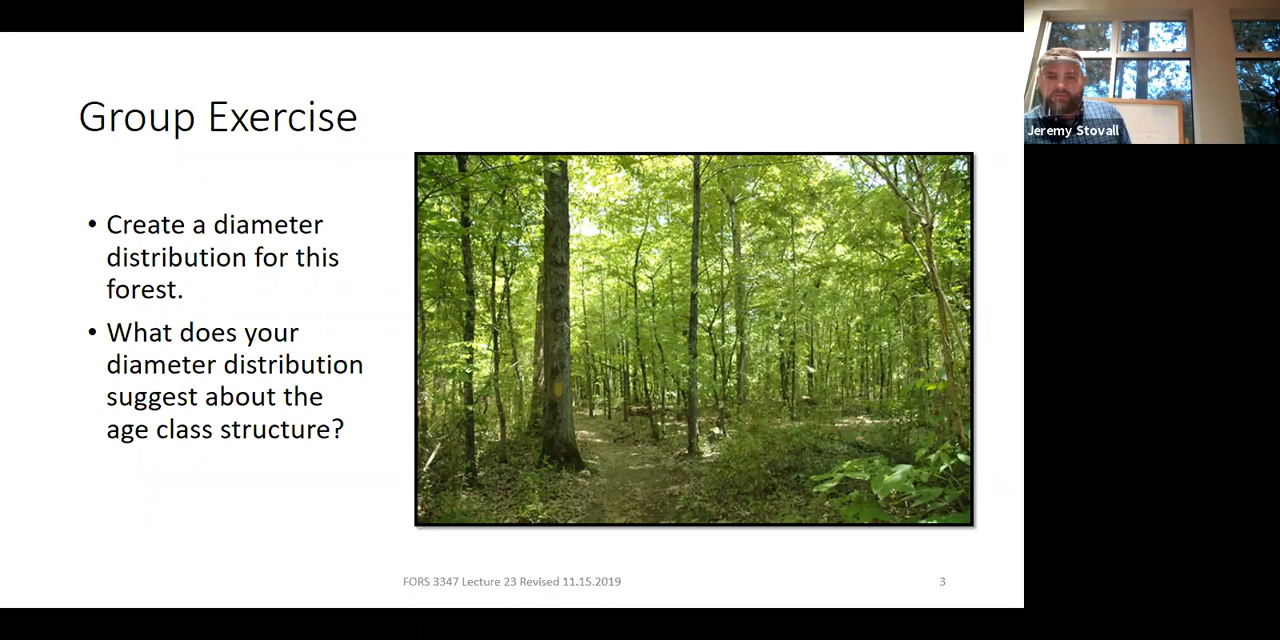 Group Exercise
• Create a diameter
distribution for this
forest.
• What does your
diameter distribution
suggest about the
age class structure?
FORS 3347 Lecture 23 Revised 11.15.2019
3
Jeremy Stovall